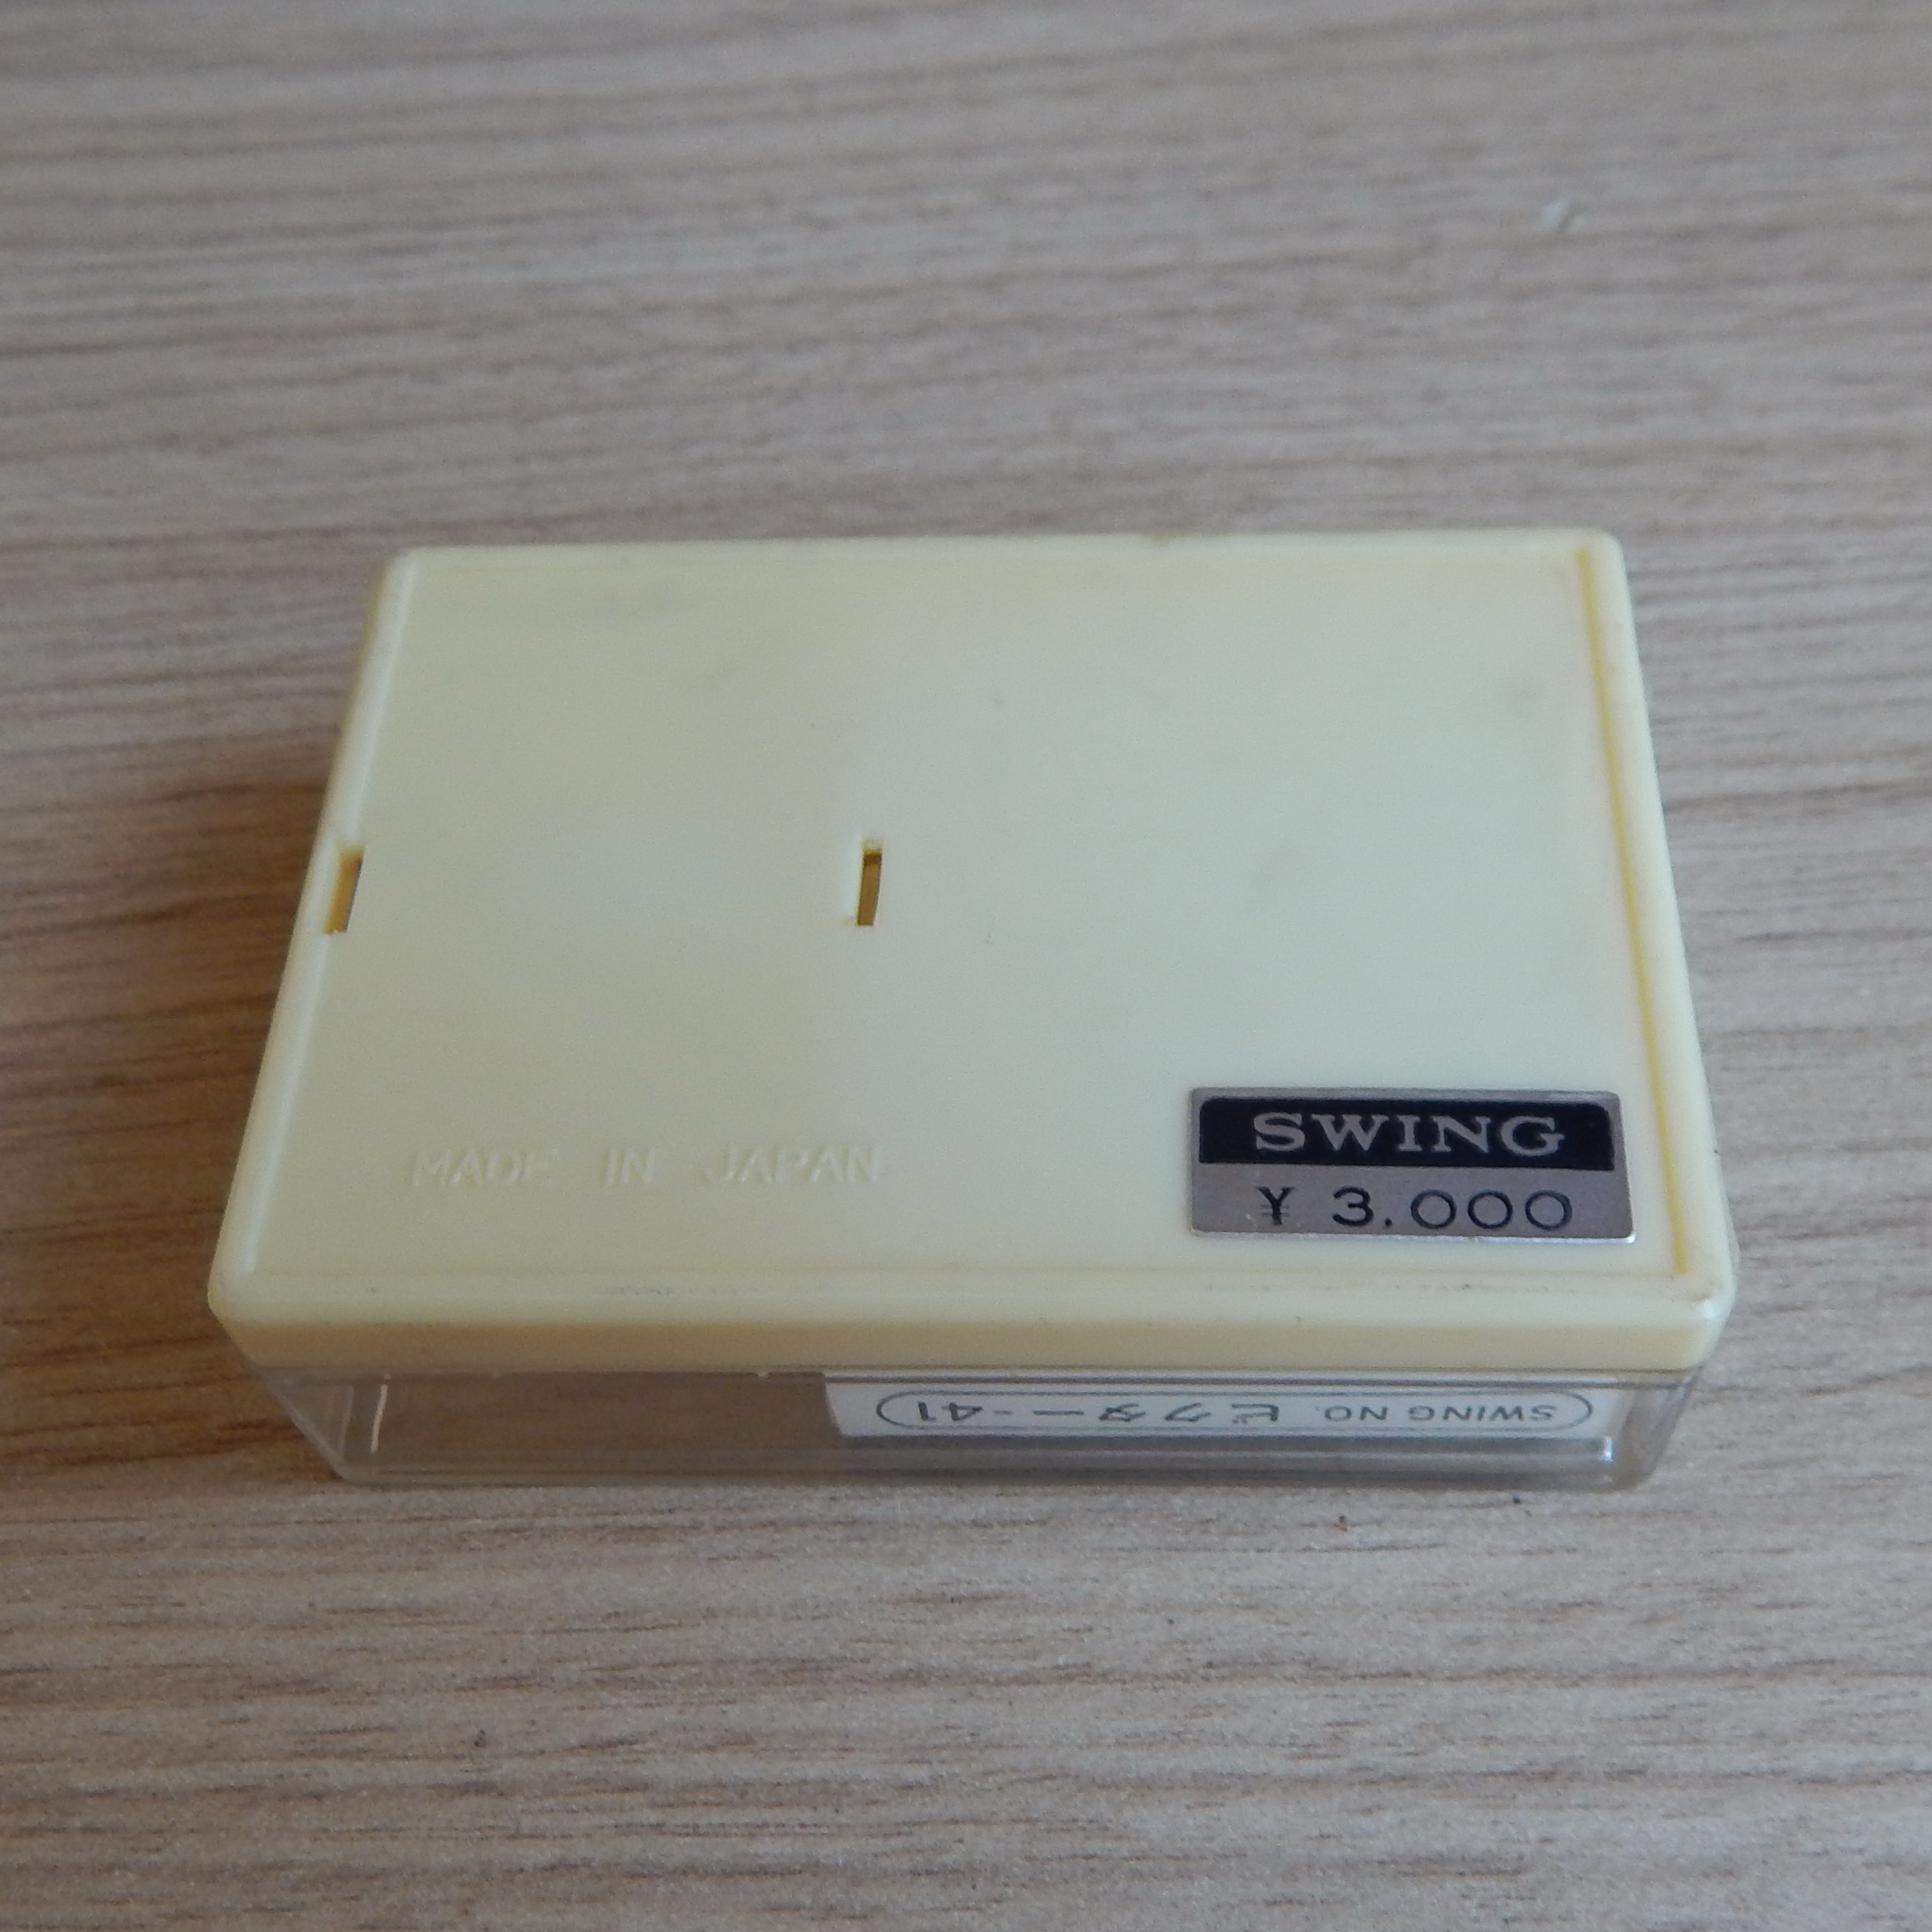 MADE IN JAPAN
SWING
¥ 3.000
SWING NO. ビクター-41